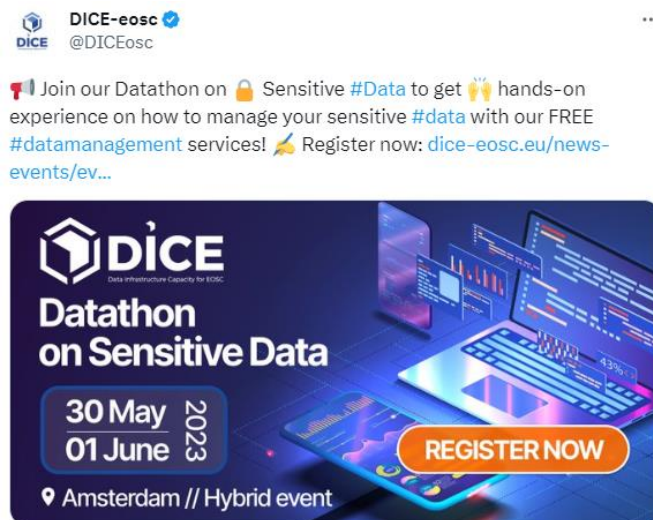 DICE-eosc
@DICEosc
📢 Join our Datathon on 🔒 Sensitive #Data to get 🙌 hands-on
experience on how to manage your sensitive #data with our FREE
#datamanagement services! ✍️ Register now: dice-eosc.eu/news-
events/ev...
DICE
Data Infrastructure Capacity for EOSC
Datathon
on Sensitive Data
30 May
01 June
2023
REGISTER NOW
43%
Amsterdam // Hybrid event